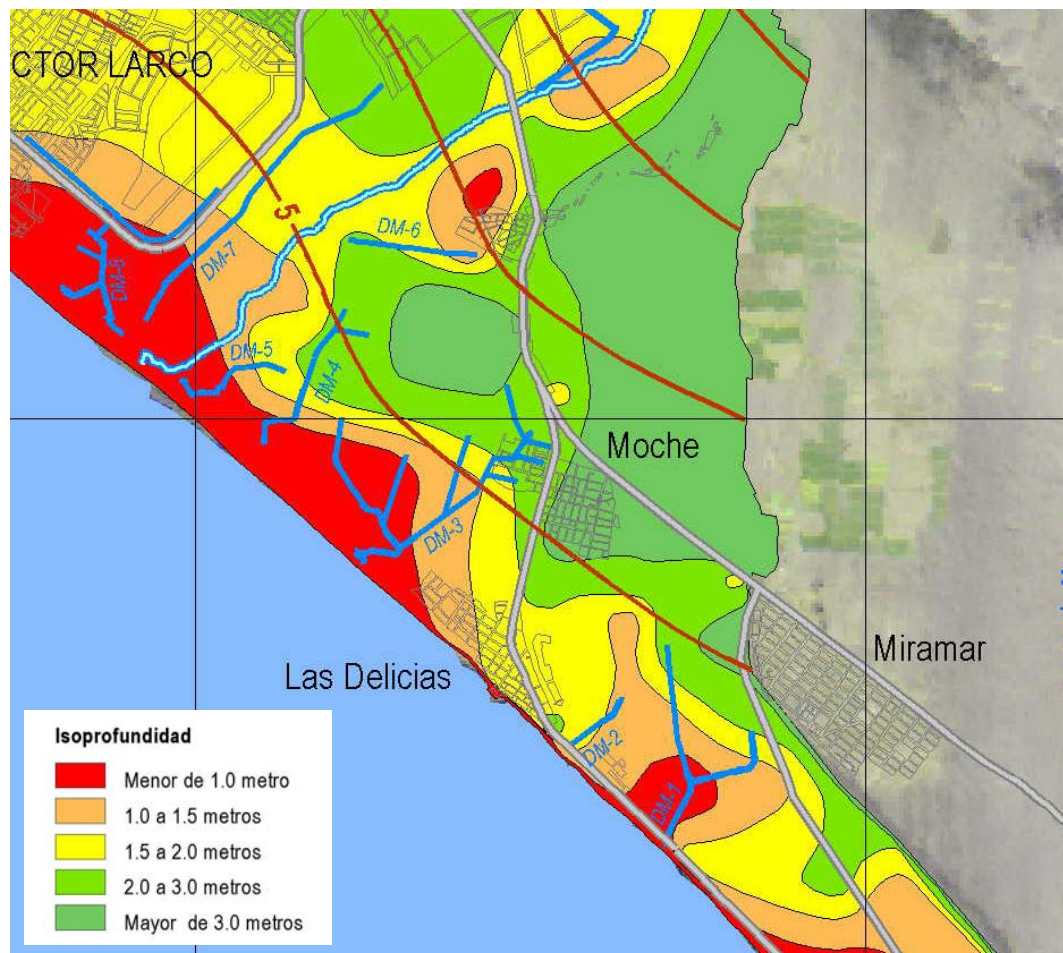 CTOR LARCO
5
DM-6
DM-7
DM-8
DM-5
DM-4
Moche
DM-3
Miramar
Las Delicias
DM-2
DM-1
Isoprofundidad
Menor de 1.0 metro
1.0 a 1.5 metros
1.5 a 2.0 metros
2.0 a 3.0 metros
Mayor de 3.0 metros